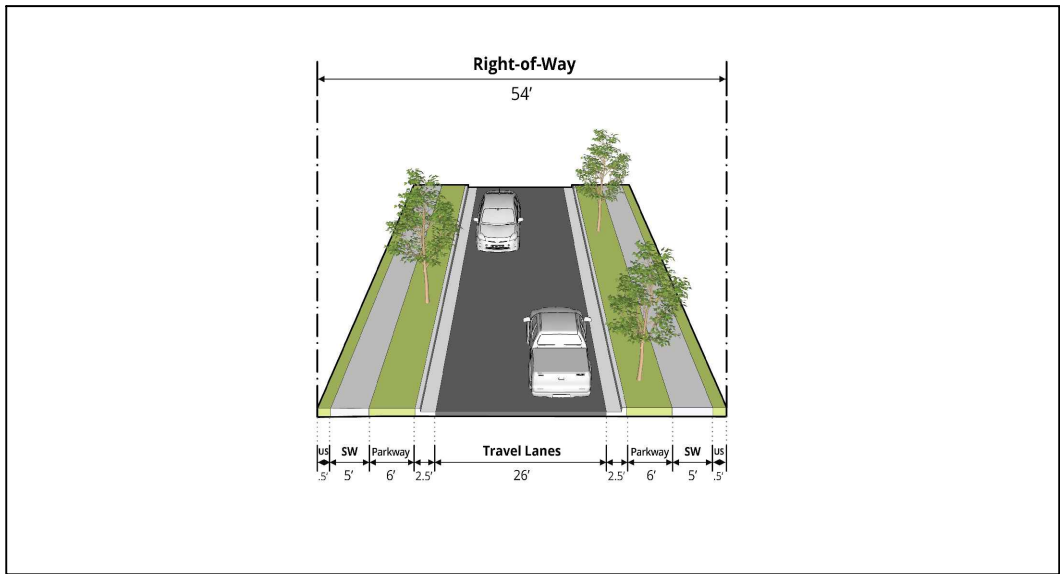 Right-of-Way
54’
US SW Parkway Travel Lanes Parkway SW US
.5’ 5’ 6’ 2.5’ 26’ 2.5’ 6’ 5’ .5’